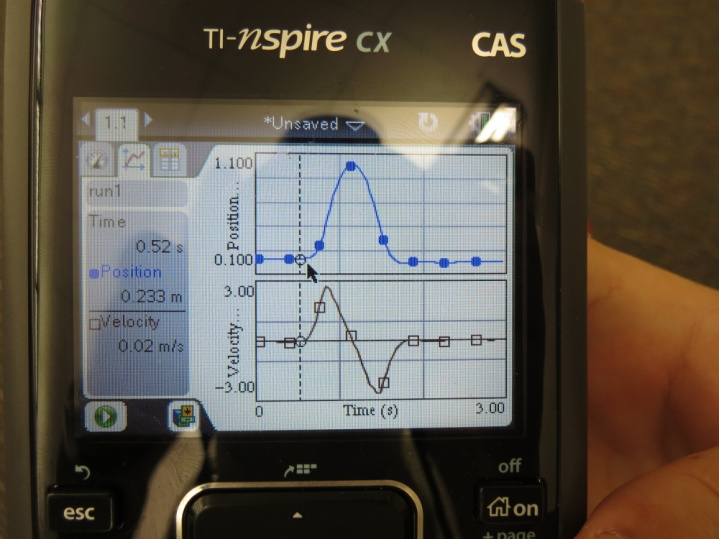 TI-nspire CX CAS
1.1
*Unsaved
run1
Time
0.52 s
Position
0.233 m
Velocity
0.02 m/s
1.100
Position...
0.100
3.00
Velocity...
-3.00
0
Time (s)
3.00
esc
off
on
+page